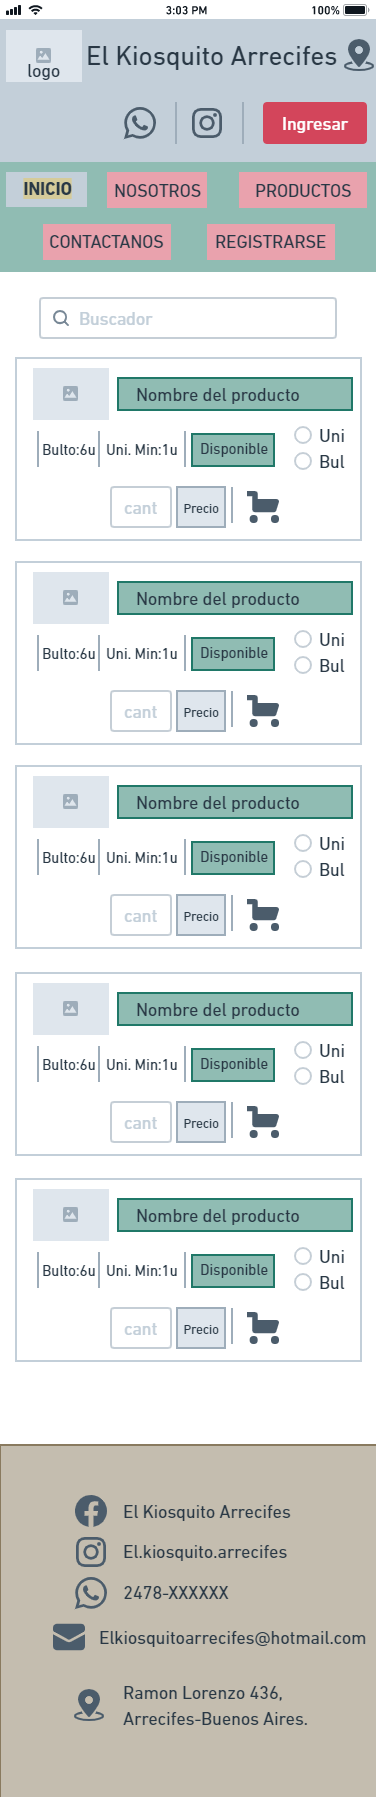 3:03 PM
100%
logo
El Kiosquito Arrecifes
Ingresar
INICIO
NOSOTROS
PRODUCTOS
CONTACTANOS
REGISTRARSE
Buscador
Nombre del producto
Bulto:6u
Uni. Min:1u
Disponible
Uni
Bul
cant
Precio
Nombre del producto
Bulto:6u
Uni. Min:1u
Disponible
Uni
Bul
cant
Precio
Nombre del producto
Bulto:6u
Uni. Min:1u
Disponible
Uni
Bul
cant
Precio
Nombre del producto
Bulto:6u
Uni. Min:1u
Disponible
Uni
Bul
cant
Precio
Nombre del producto
Bulto:6u
Uni. Min:1u
Disponible
Uni
Bul
cant
Precio
El Kiosquito Arrecifes
El.kiosquito.arrecifes
2478-XXXXXX
Elkiosquitoarrecifes@hotmail.com
Ramon Lorenzo 436,
Arrecifes-Buenos Aires.